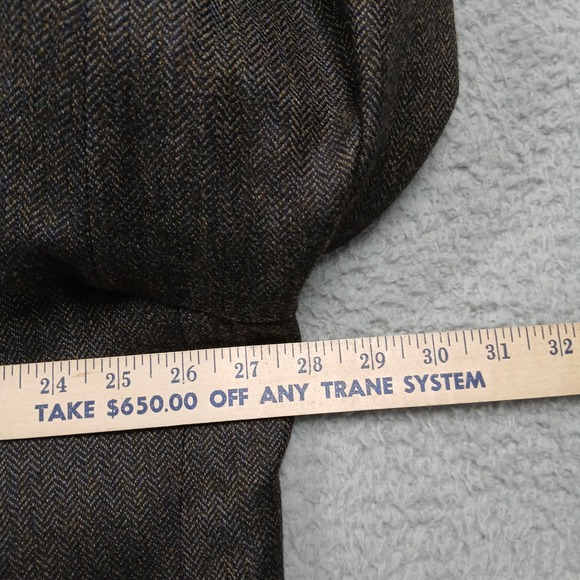 24 25 26 27 28 29 30 31 32
TAKE $650.00 OFF ANY TRANE SYSTEM